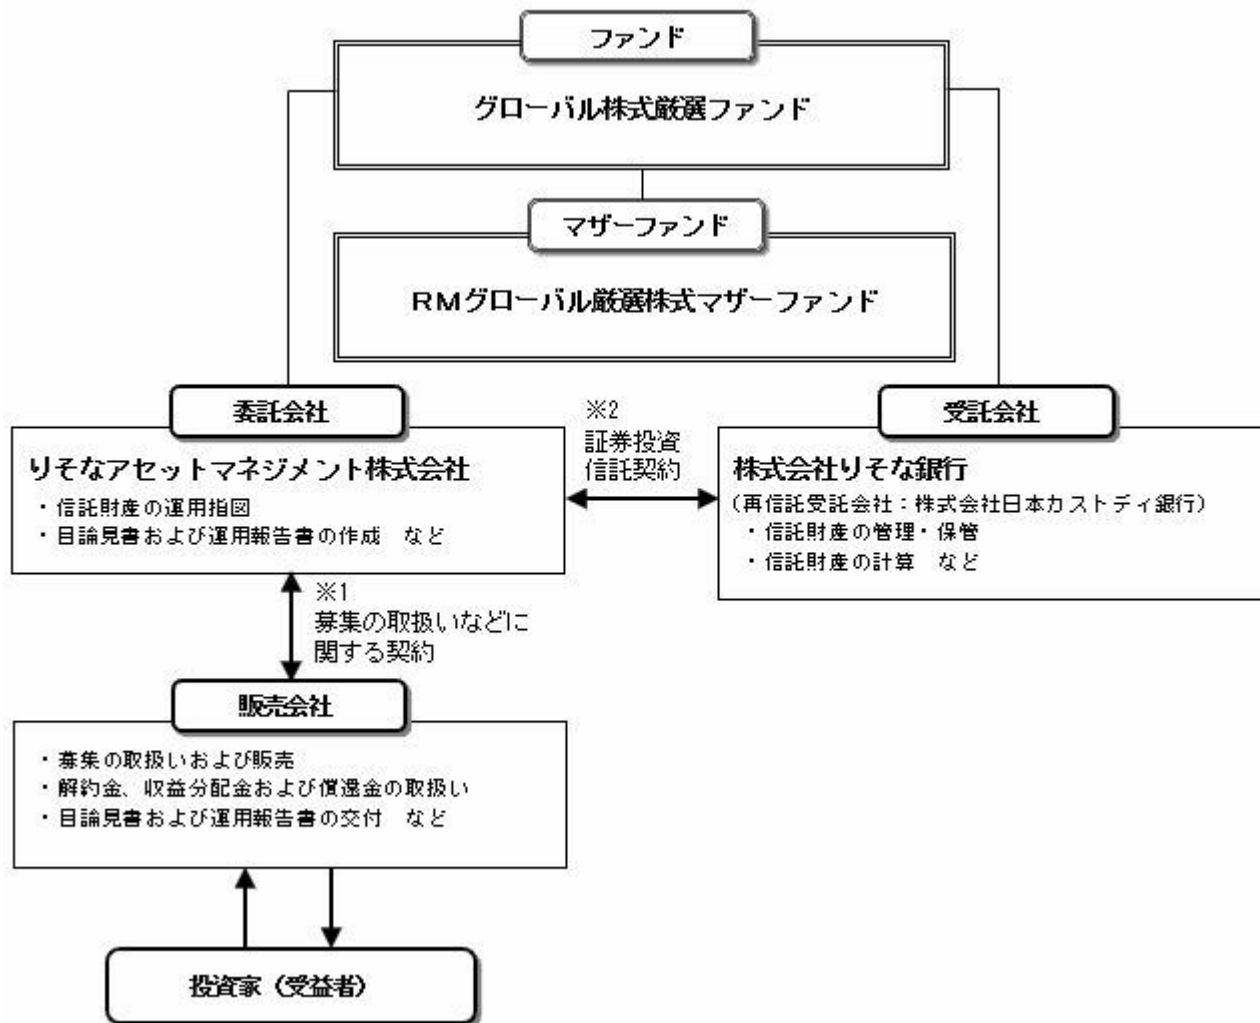 ファンド
グローバル株式厳選ファンド
マザーファンド
RMグローバル厳選株式マザーファンド
委託会社
りそなアセットマネジメント株式会社
・信託財産の運用指図
・目論見書および運用報告書の作成　など
※2
証券投資
信託契約
受託会社
株式会社りそな銀行
(再信託受託会社：株式会社日本カストディ銀行)
・信託財産の管理・保管
・信託財産の計算　など
※1
募集の取扱いなどに
関する契約
販売会社
・募集の取扱いおよび販売
・解約金、収益分配金および償還金の取扱い
・目論見書および運用報告書の交付　など
投資家（受益者）